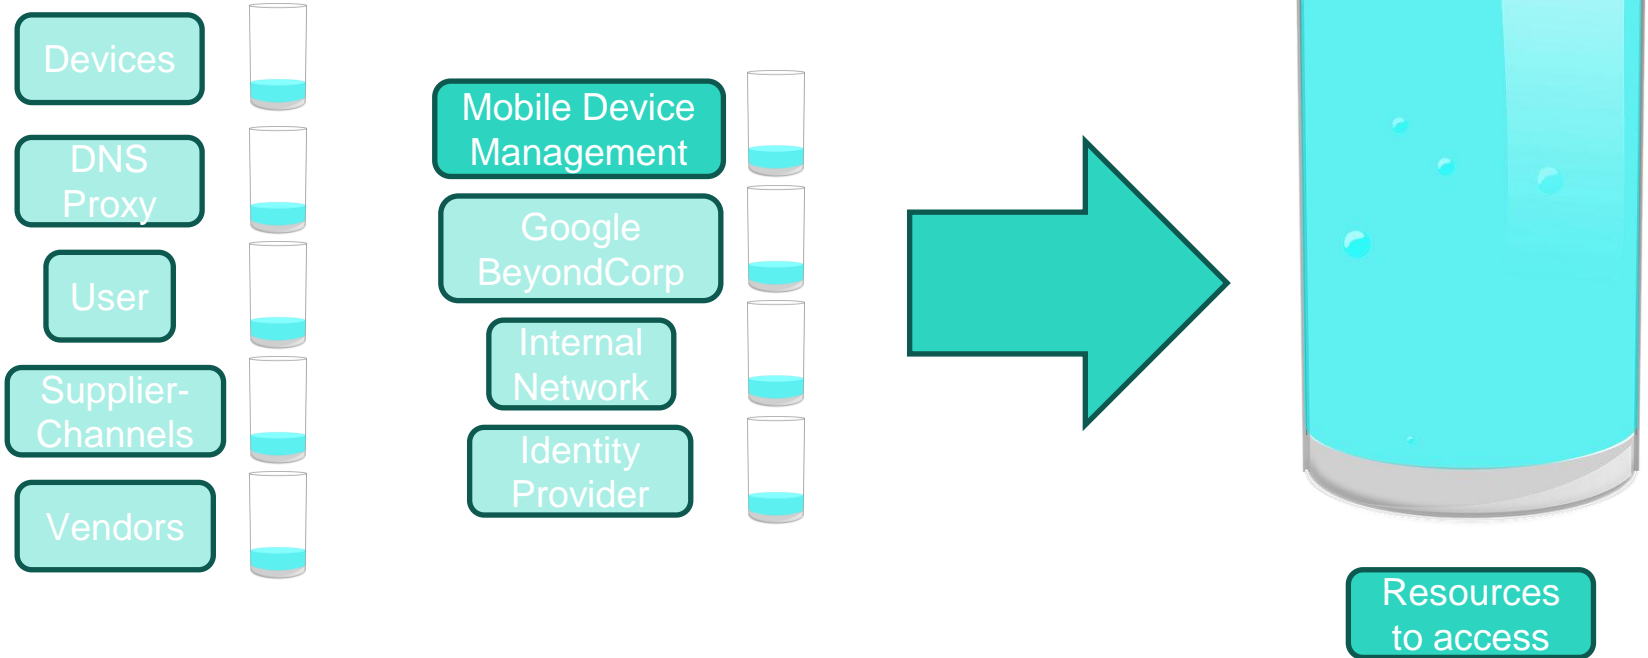 Devices
DNS
Proxy
User
Supplier-
Channels
Vendors
Mobile Device
Management
Google
BeyondCorp
Internal
Network
Identity
Provider
Resources
to access